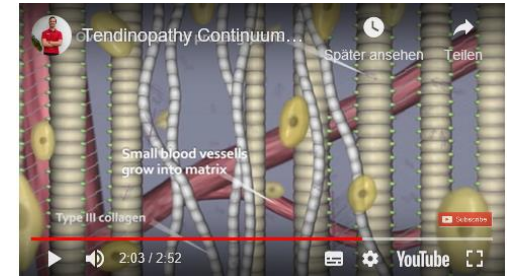 Tendinopathy Continuum...
Später ansehen
Teilen
Small blood vessels
grow into matrix
Type III collagen
Subscribe
2:03 / 2:52
YouTube